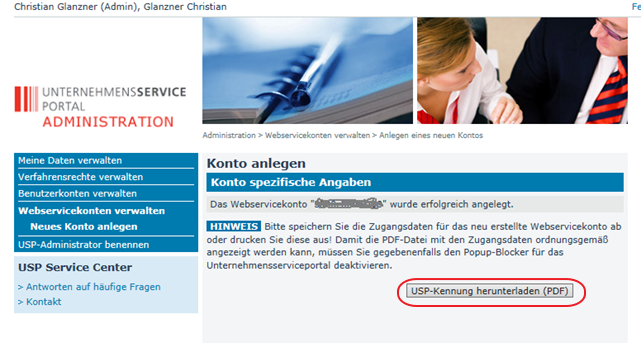 Christian Glanzner (Admin), Glanzner Christian
Fe
UNTERNEHMENSSERVICE
PORTAL
ADMINISTRATION
Administration > Webservicekonten verwalten > Anlegen eines neuen Kontos
Meine Daten verwalten
Verfahrensrechte verwalten
Benutzerkonten verwalten
Webservicekonten verwalten
Neues Konto anlegen
USP-Administrator benennen
USP Service Center
> Antworten auf häufige Fragen
> Kontakt
Konto anlegen
Konto spezifische Angaben
Das Webservicekonto "" wurde erfolgreich angelegt.
HINWEIS Bitte speichern Sie die Zugangsdaten für das neu erstellte Webservicekonto ab
oder drucken Sie diese aus! Damit die PDF-Datei mit den Zugangsdaten ordnungsgemäß
angezeigt werden kann, müssen Sie gegebenenfalls den Popup-Blocker für das
Unternehmensserviceportal deaktivieren.
USP-Kennung herunterladen (PDF)